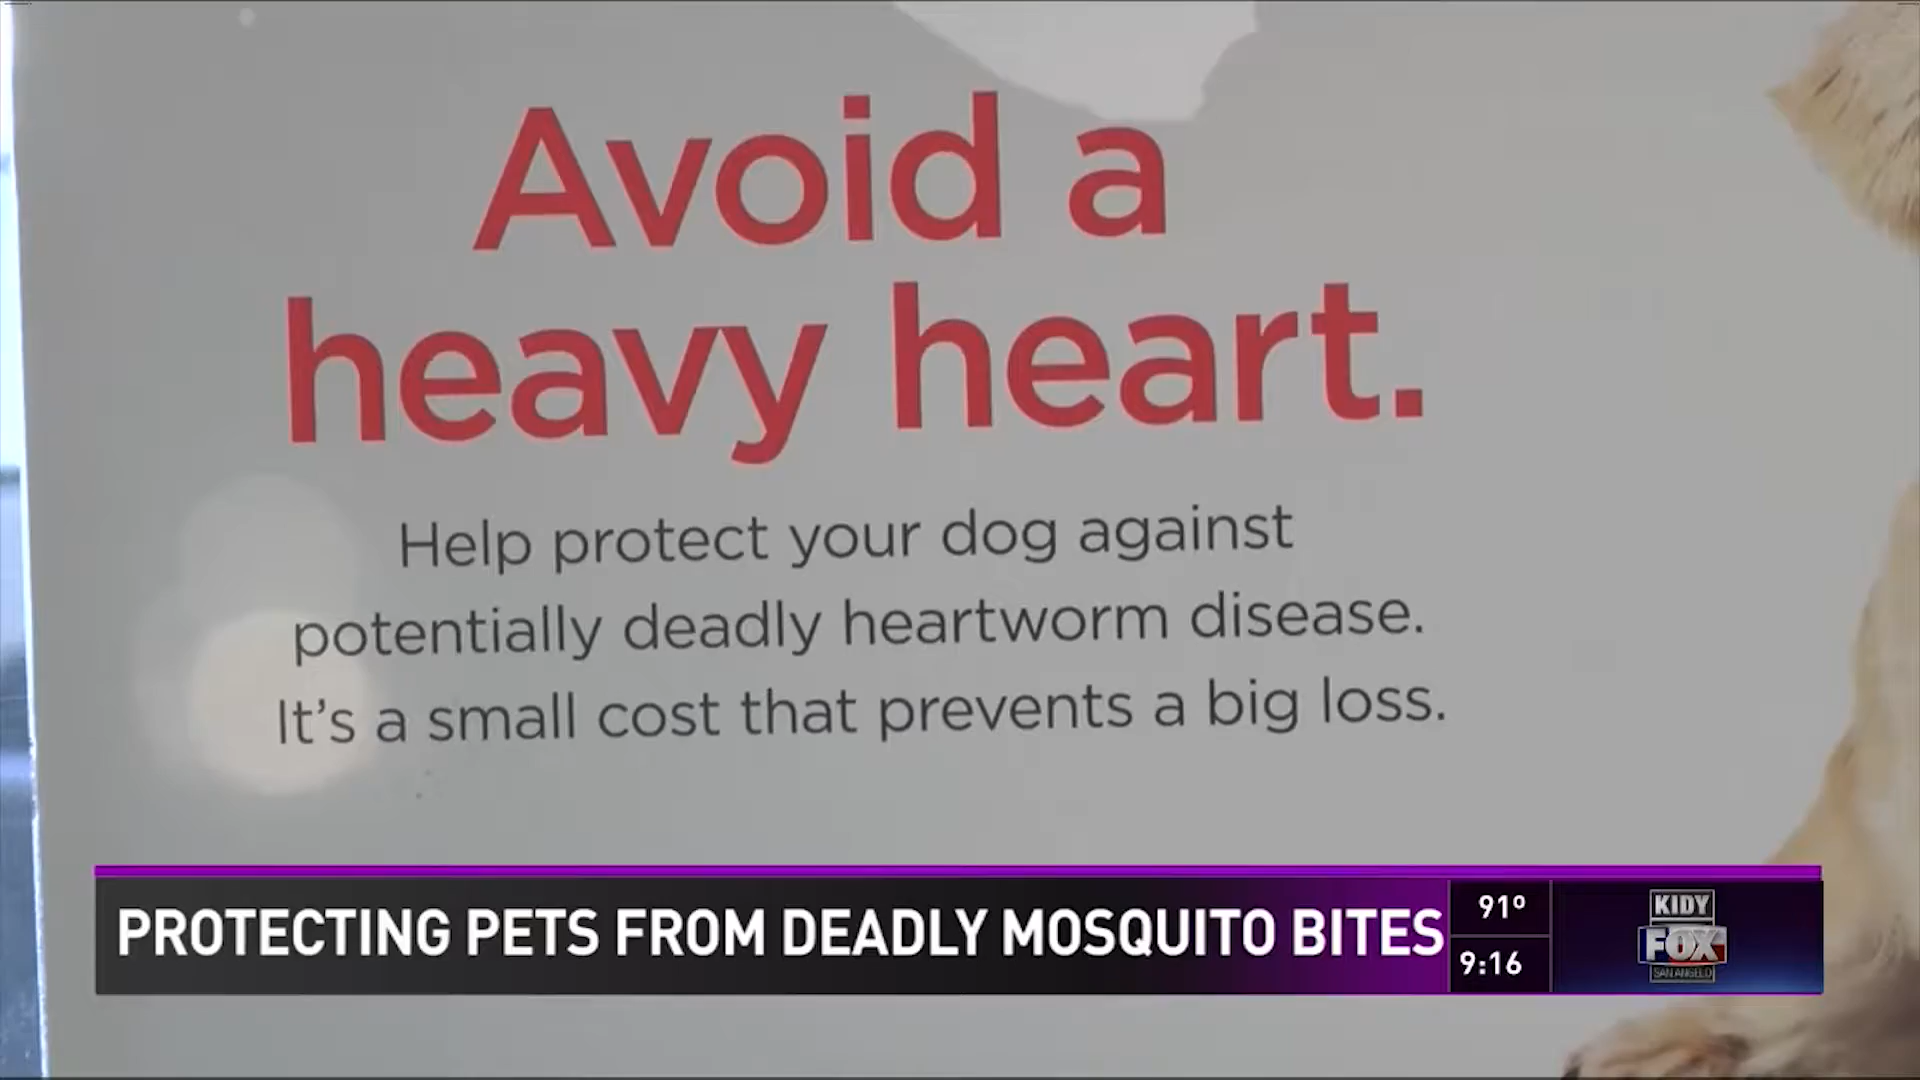 Avoid a
heavy heart.
Help protect your dog against
potentially deadly heartworm disease.
It's a small cost that prevents a big loss.
PROTECTING PETS FROM DEADLY MOSQUITO BITES
91°
9:16
KIDY
FOX
SAN ANGELO